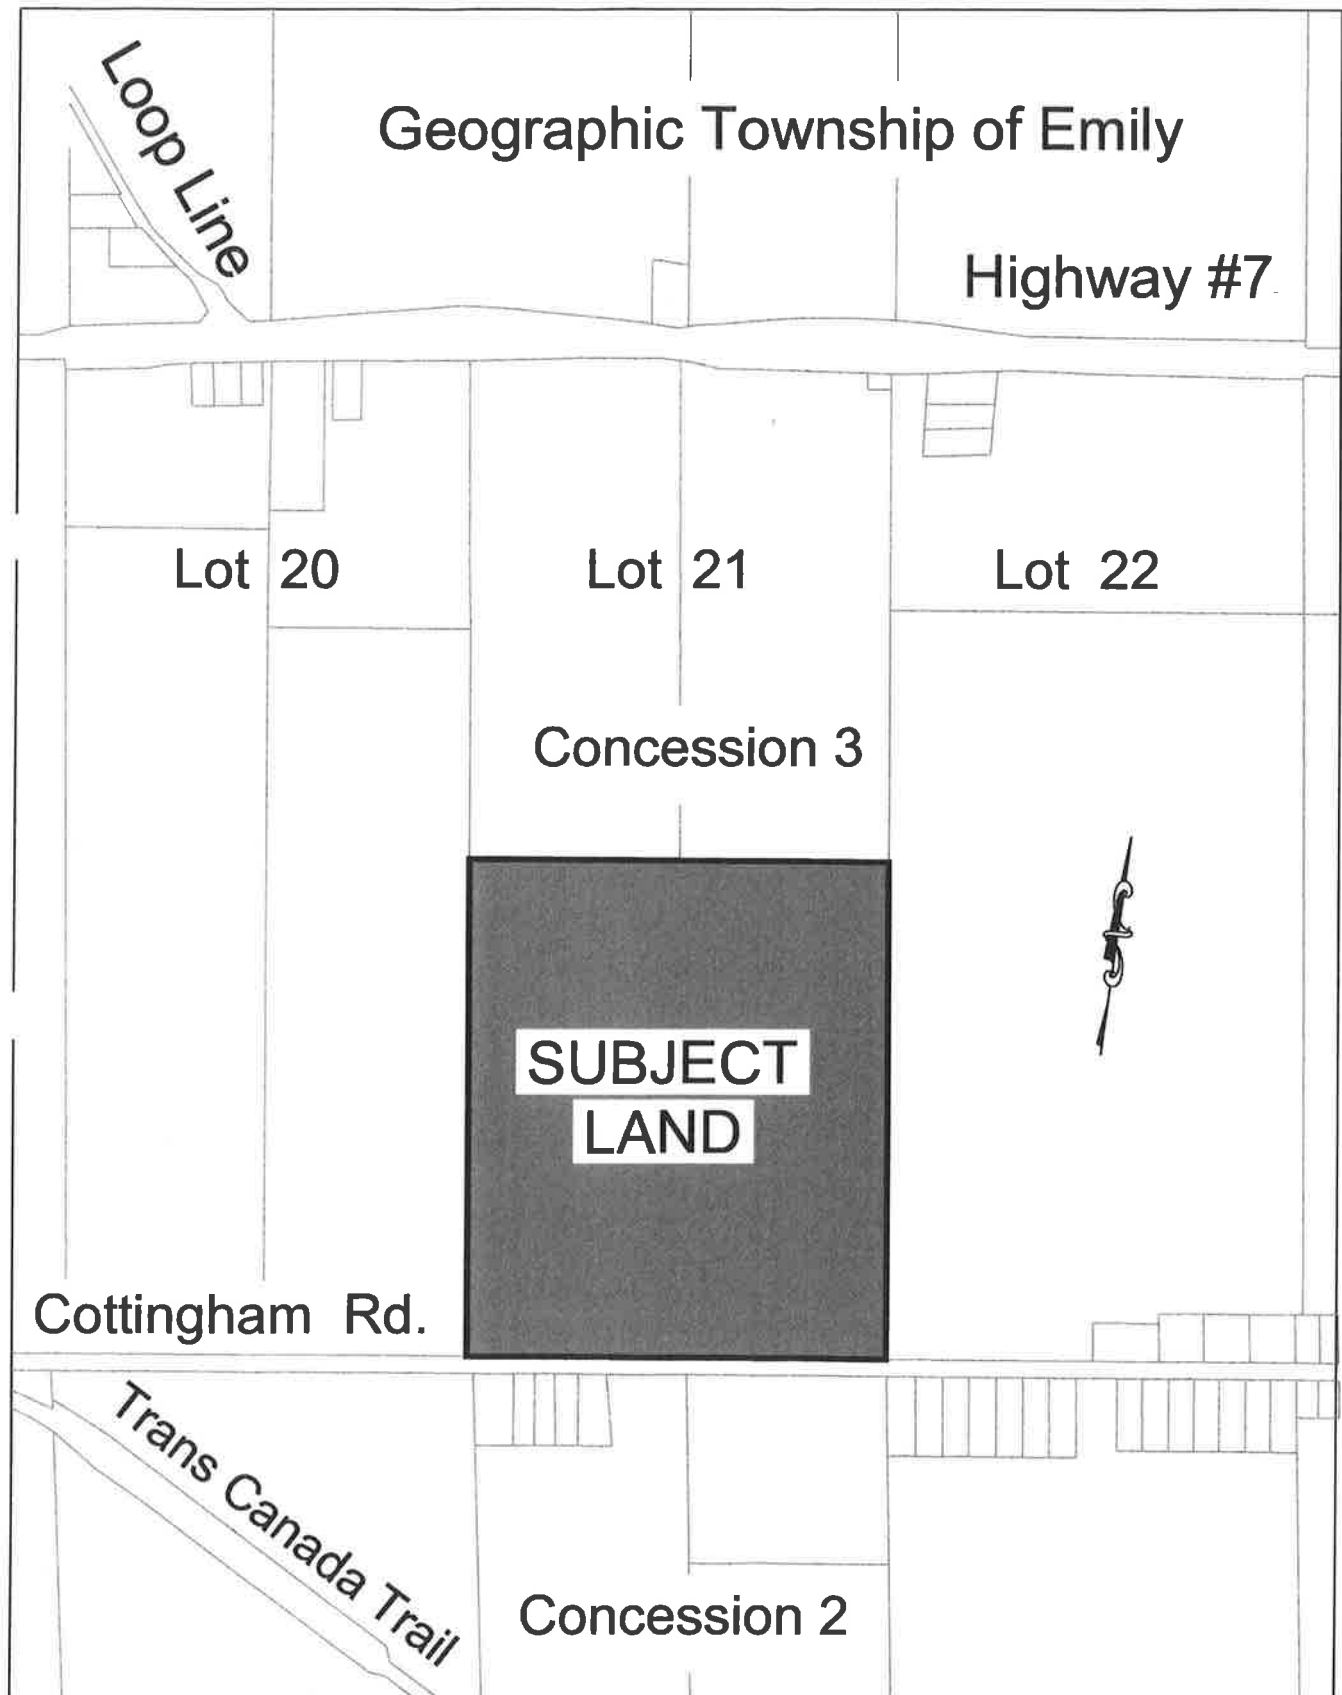 Loop Line
Geographic Township of Emily
Highway #7
Lot 20
Lot 21
Lot 22
Concession 3
SUBJECT
LAND
Cottingham Rd.
Trans Canada Trail
Concession 2